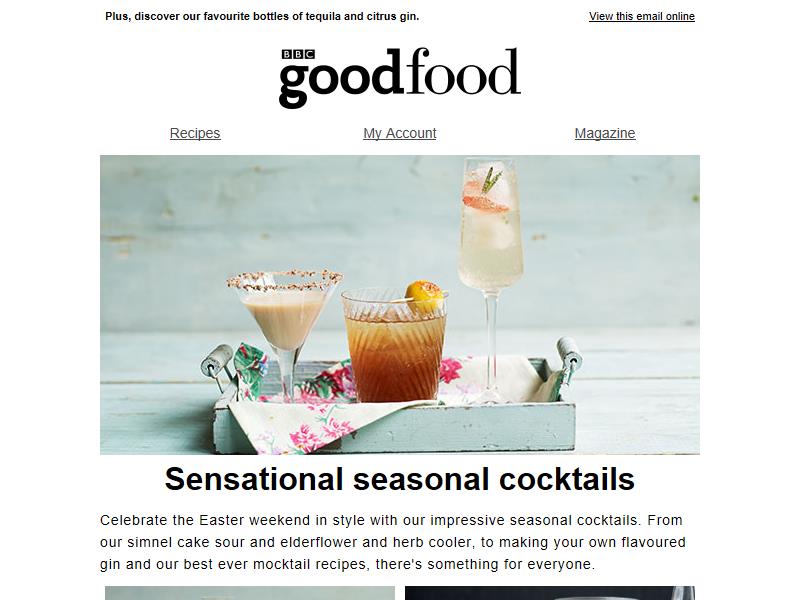 Plus, discover our favourite bottles of tequila and citrus gin.
View this email online
BBC
goodfood
Recipes
My Account
Magazine
Sensational seasonal cocktails
Celebrate the Easter weekend in style with our impressive seasonal cocktails. From
our simnel cake sour and elderflower and herb cooler, to making your own flavoured
gin and our best ever mocktail recipes, there's something for everyone.